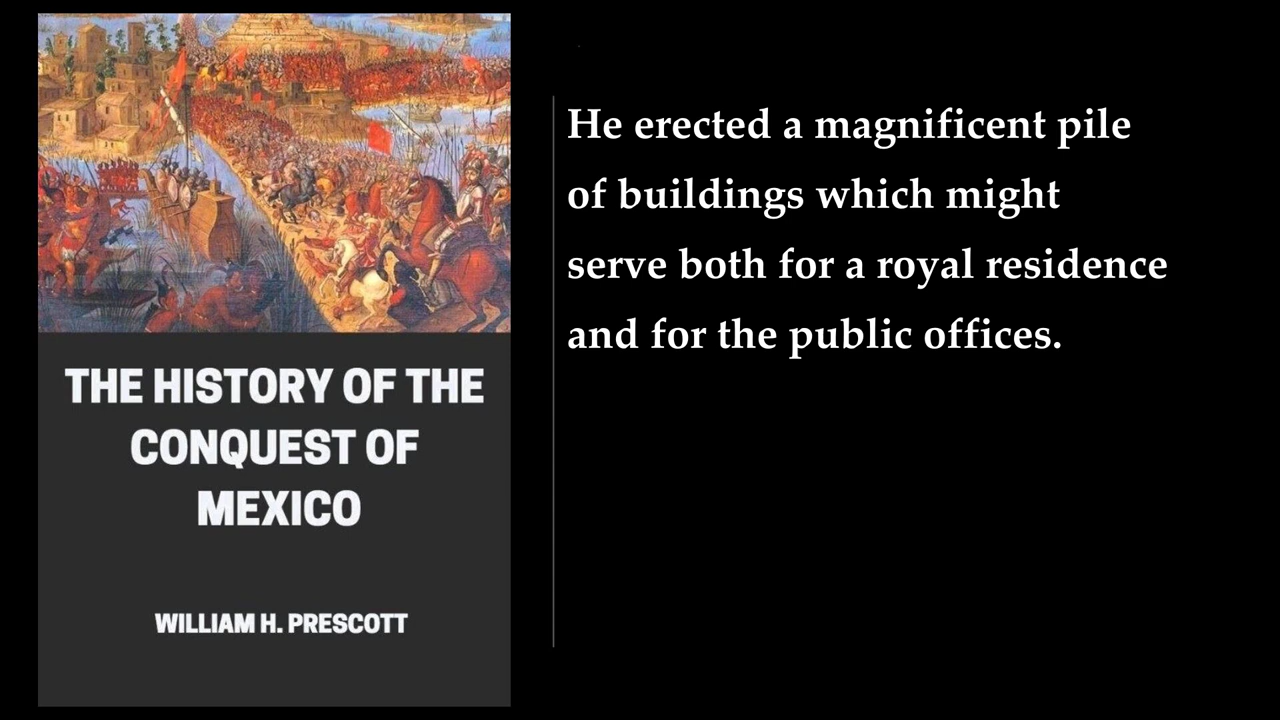 THE HISTORY OF THE
CONQUEST OF
MEXICO
WILLIAM H. PRESCOTT
He erected a magnificent pile
of buildings which might
serve both for a royal residence
and for the public offices.